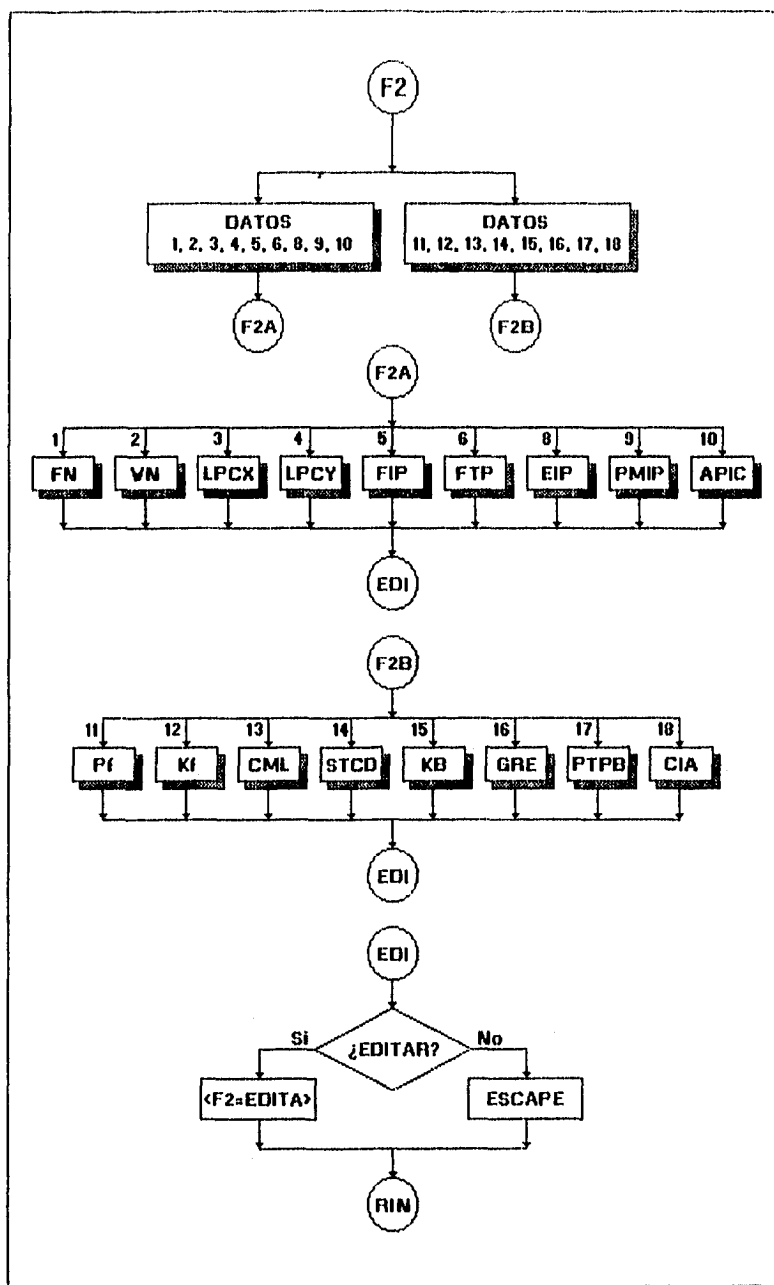 F2
DATOS
1, 2, 3, 4, 5, 6, 8, 9, 10
DATOS
11, 12, 13, 14, 15, 16, 17, 18
F2A
F2B
F2A
1 2 3 4 5 6 8 9 10
FN VN LPCX LPCY FIP FTP EIP PMIP APIC
EDI
F2B
11 12 13 14 15 16 17 18
Pf Kf CML STCD KB GRE PTPB CIA
EDI
EDI
Si ¿EDITAR? No
<F2=EDITA> ESCAPE
RIN